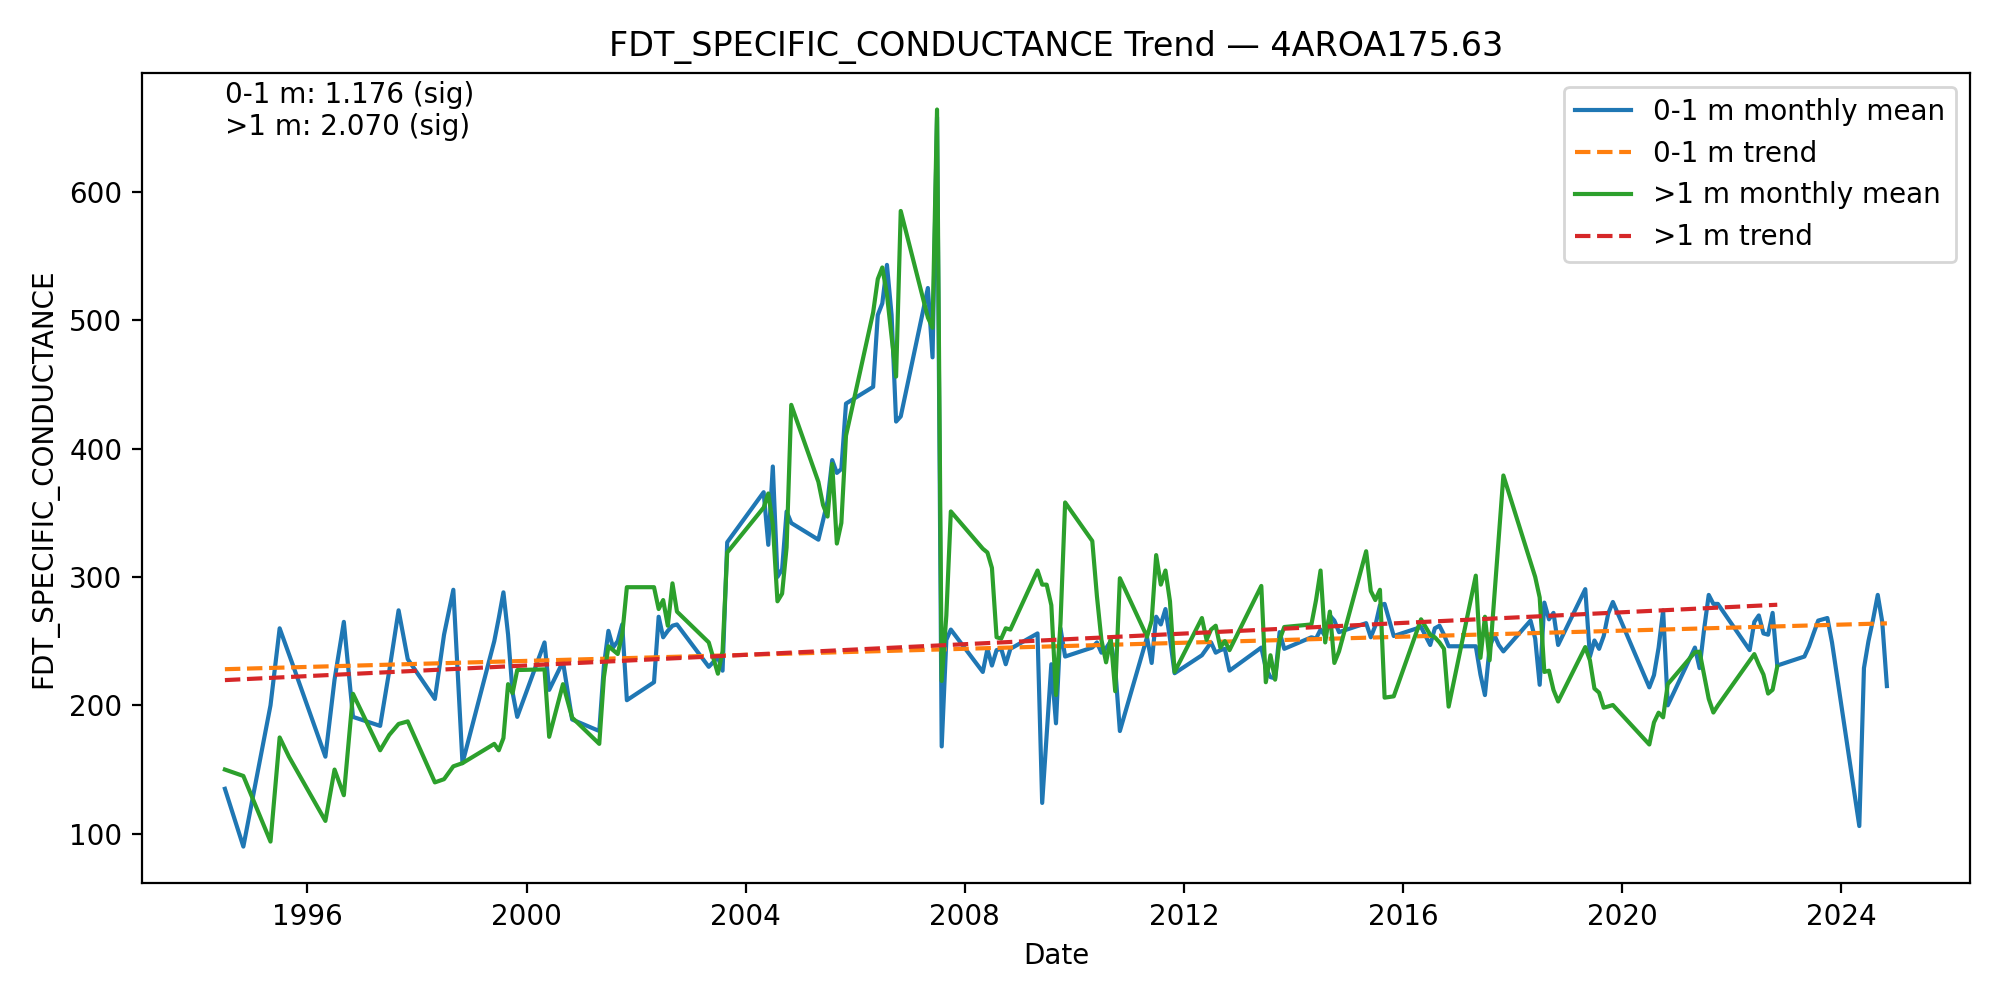 FDT_SPECIFIC_CONDUCTANCE Trend — 4AROA175.63
0-1 m: 1.176 (sig)
>1 m: 2.070 (sig)
0-1 m monthly mean
0-1 m trend
>1 m monthly mean
>1 m trend
FDT_SPECIFIC_CONDUCTANCE
600
500
400
300
200
100
1996
2000
2004
2008
2012
2016
2020
2024
Date